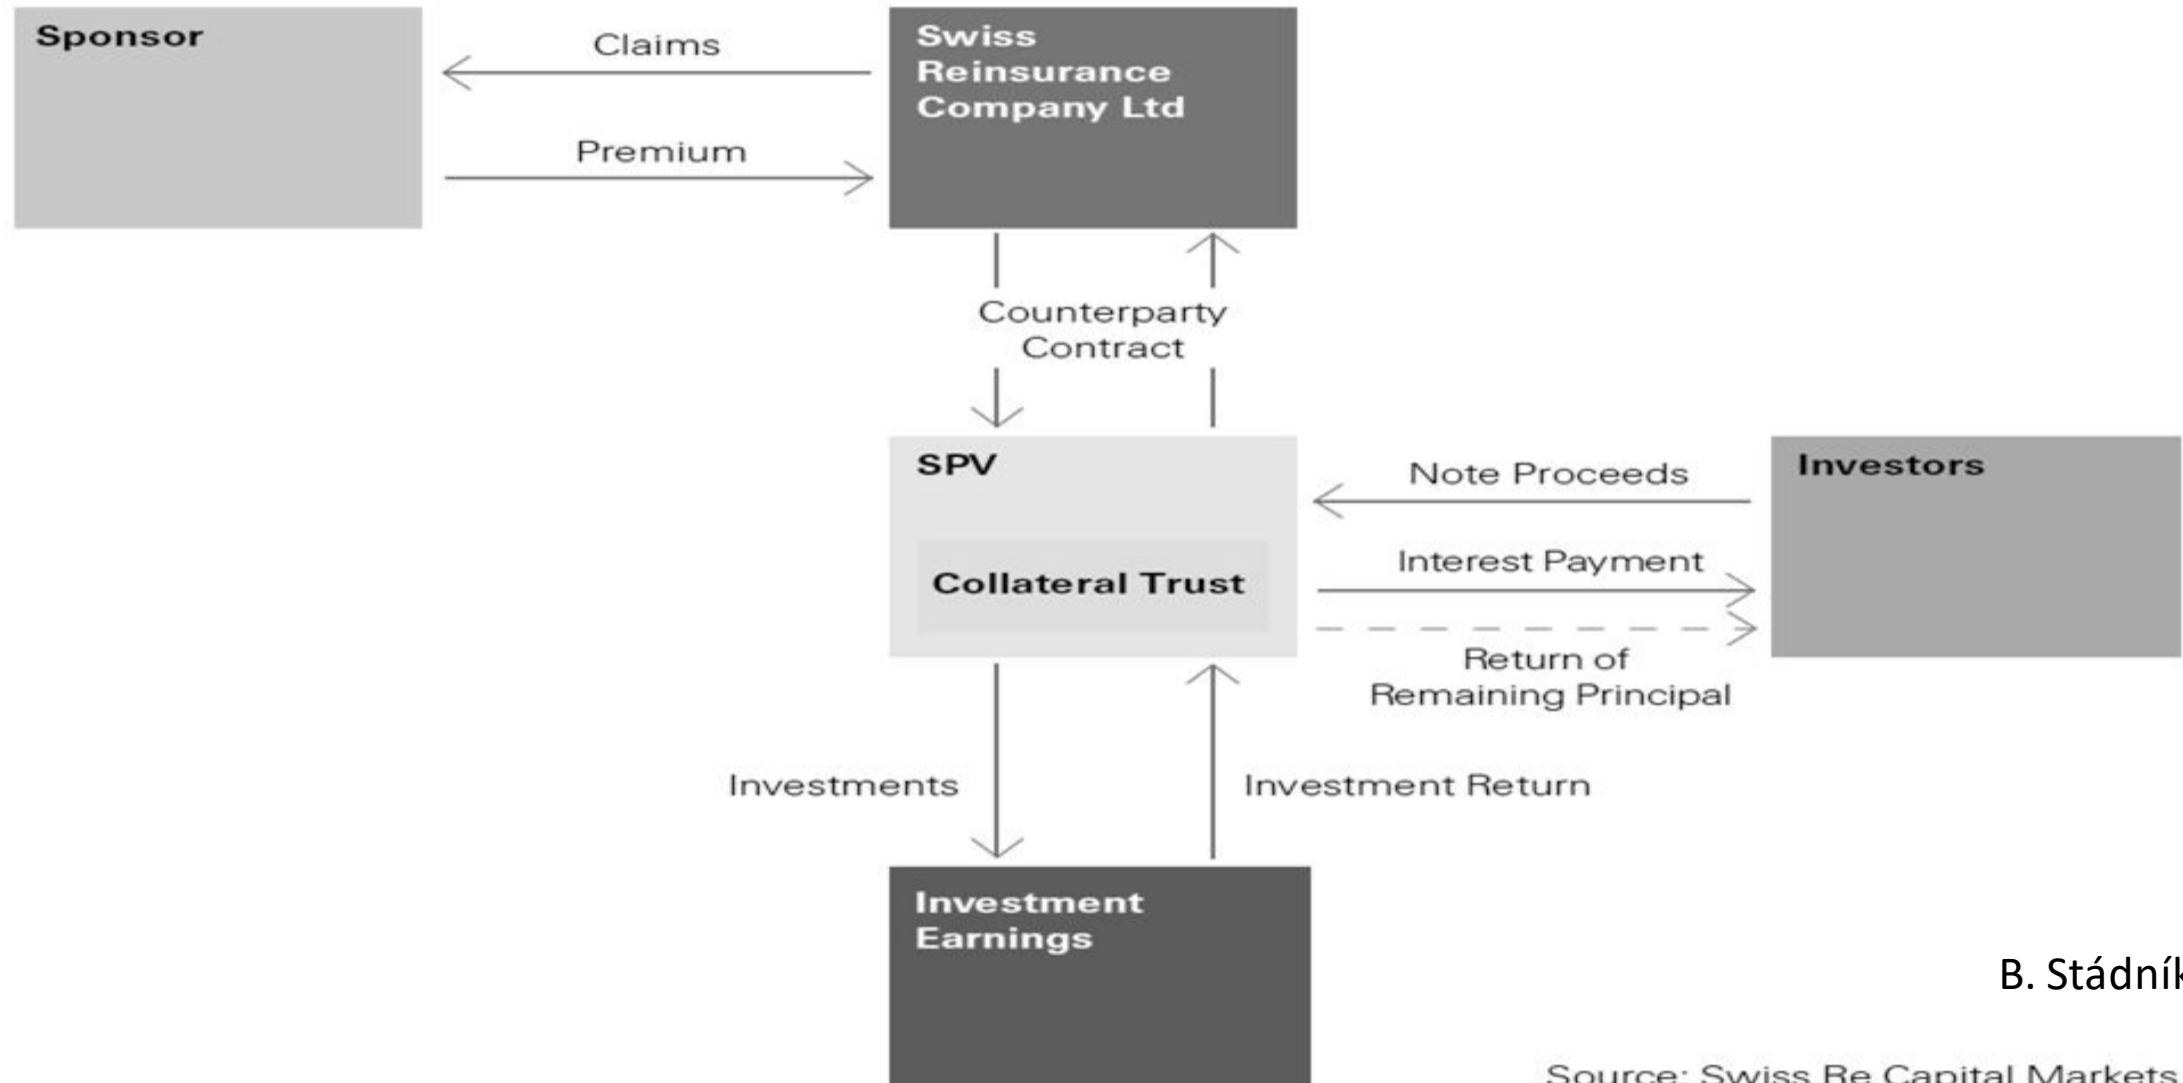 Sponsor
Claims
Premium
Swiss
Reinsurance
Company Ltd
Counterparty
Contract
SPV
Collateral Trust
Note Proceeds
Interest Payment
Return of
Remaining Principal
Investors
Investments
Investment Return
Investment
Earnings
B. Stádník
Source: Swiss Re Capital Markets